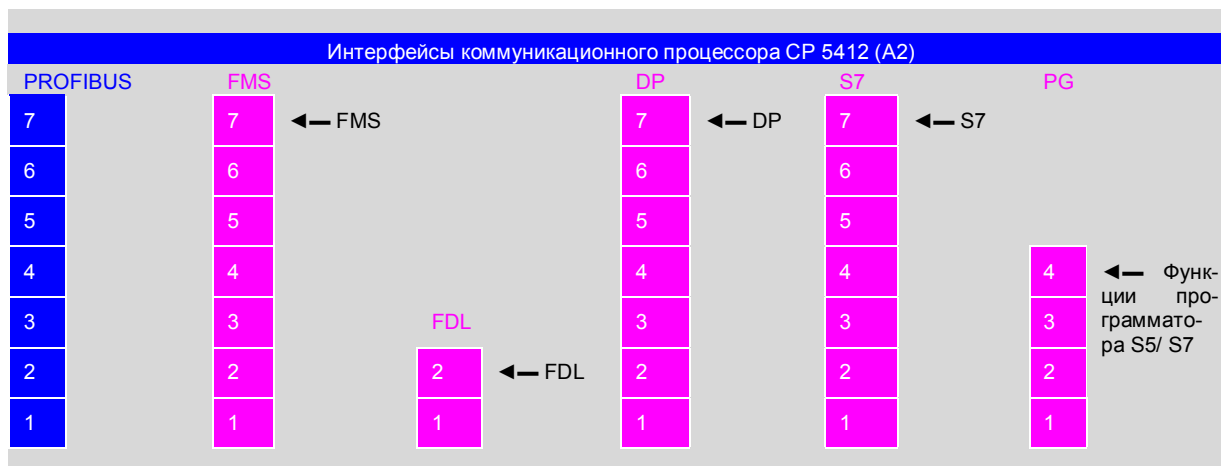 Интерфейсы коммуникационного процессора CP 5412 (A2)
PROFIBUS FMS DP S7 PG
7 7 FMS 7 DP 7 S7
6 6 6 6
5 5 5 5
4 4 4 4 4 Функ-
ции про-
3 3 FDL 3 3 3 граммато-
ра S5/ S7
2 2 2 FDL 2 2 2
1 1 1 1 1 1